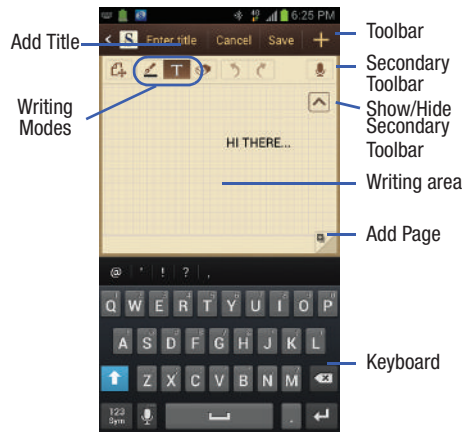 6:25 PM
Add Title
S Enter title Cancel Save +
Toolbar
Secondary
Toolbar
Writing
Modes
T
Show/Hide
Secondary
Toolbar
HI THERE...
Writing area
Add Page
@ ' ! ? ,
Q W E R T Y U I O P
A S D F G H J K L
Keyboard
Z X C V B N M
123
Sym
.